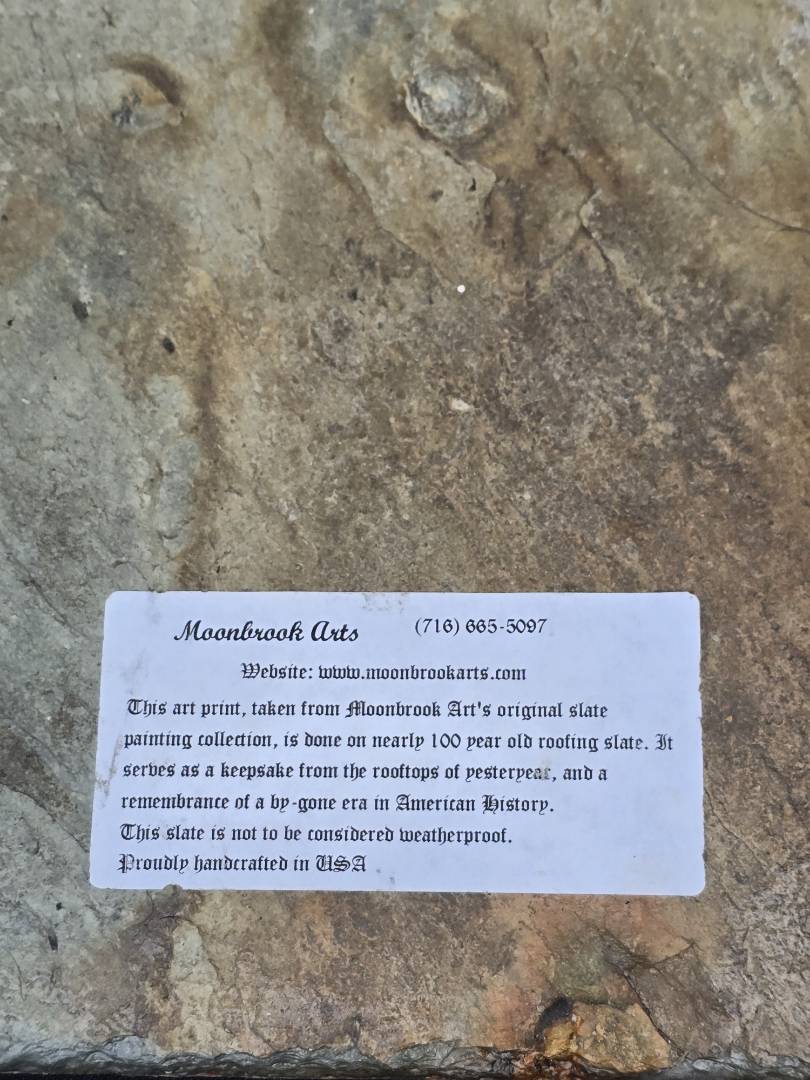 Moonbrook Arts (716) 665-5097
Website: www.moonbrookarts.com
This art print, taken from Moonbrook Art's original slate
painting collection, is done on nearly 100 year old roofing slate. It
serves as a keepsake from the rooftops of yesteryear, and a
remembrance of a by-gone era in American History.
This slate is not to be considered weatherproof.
Proudly handcrafted in USA